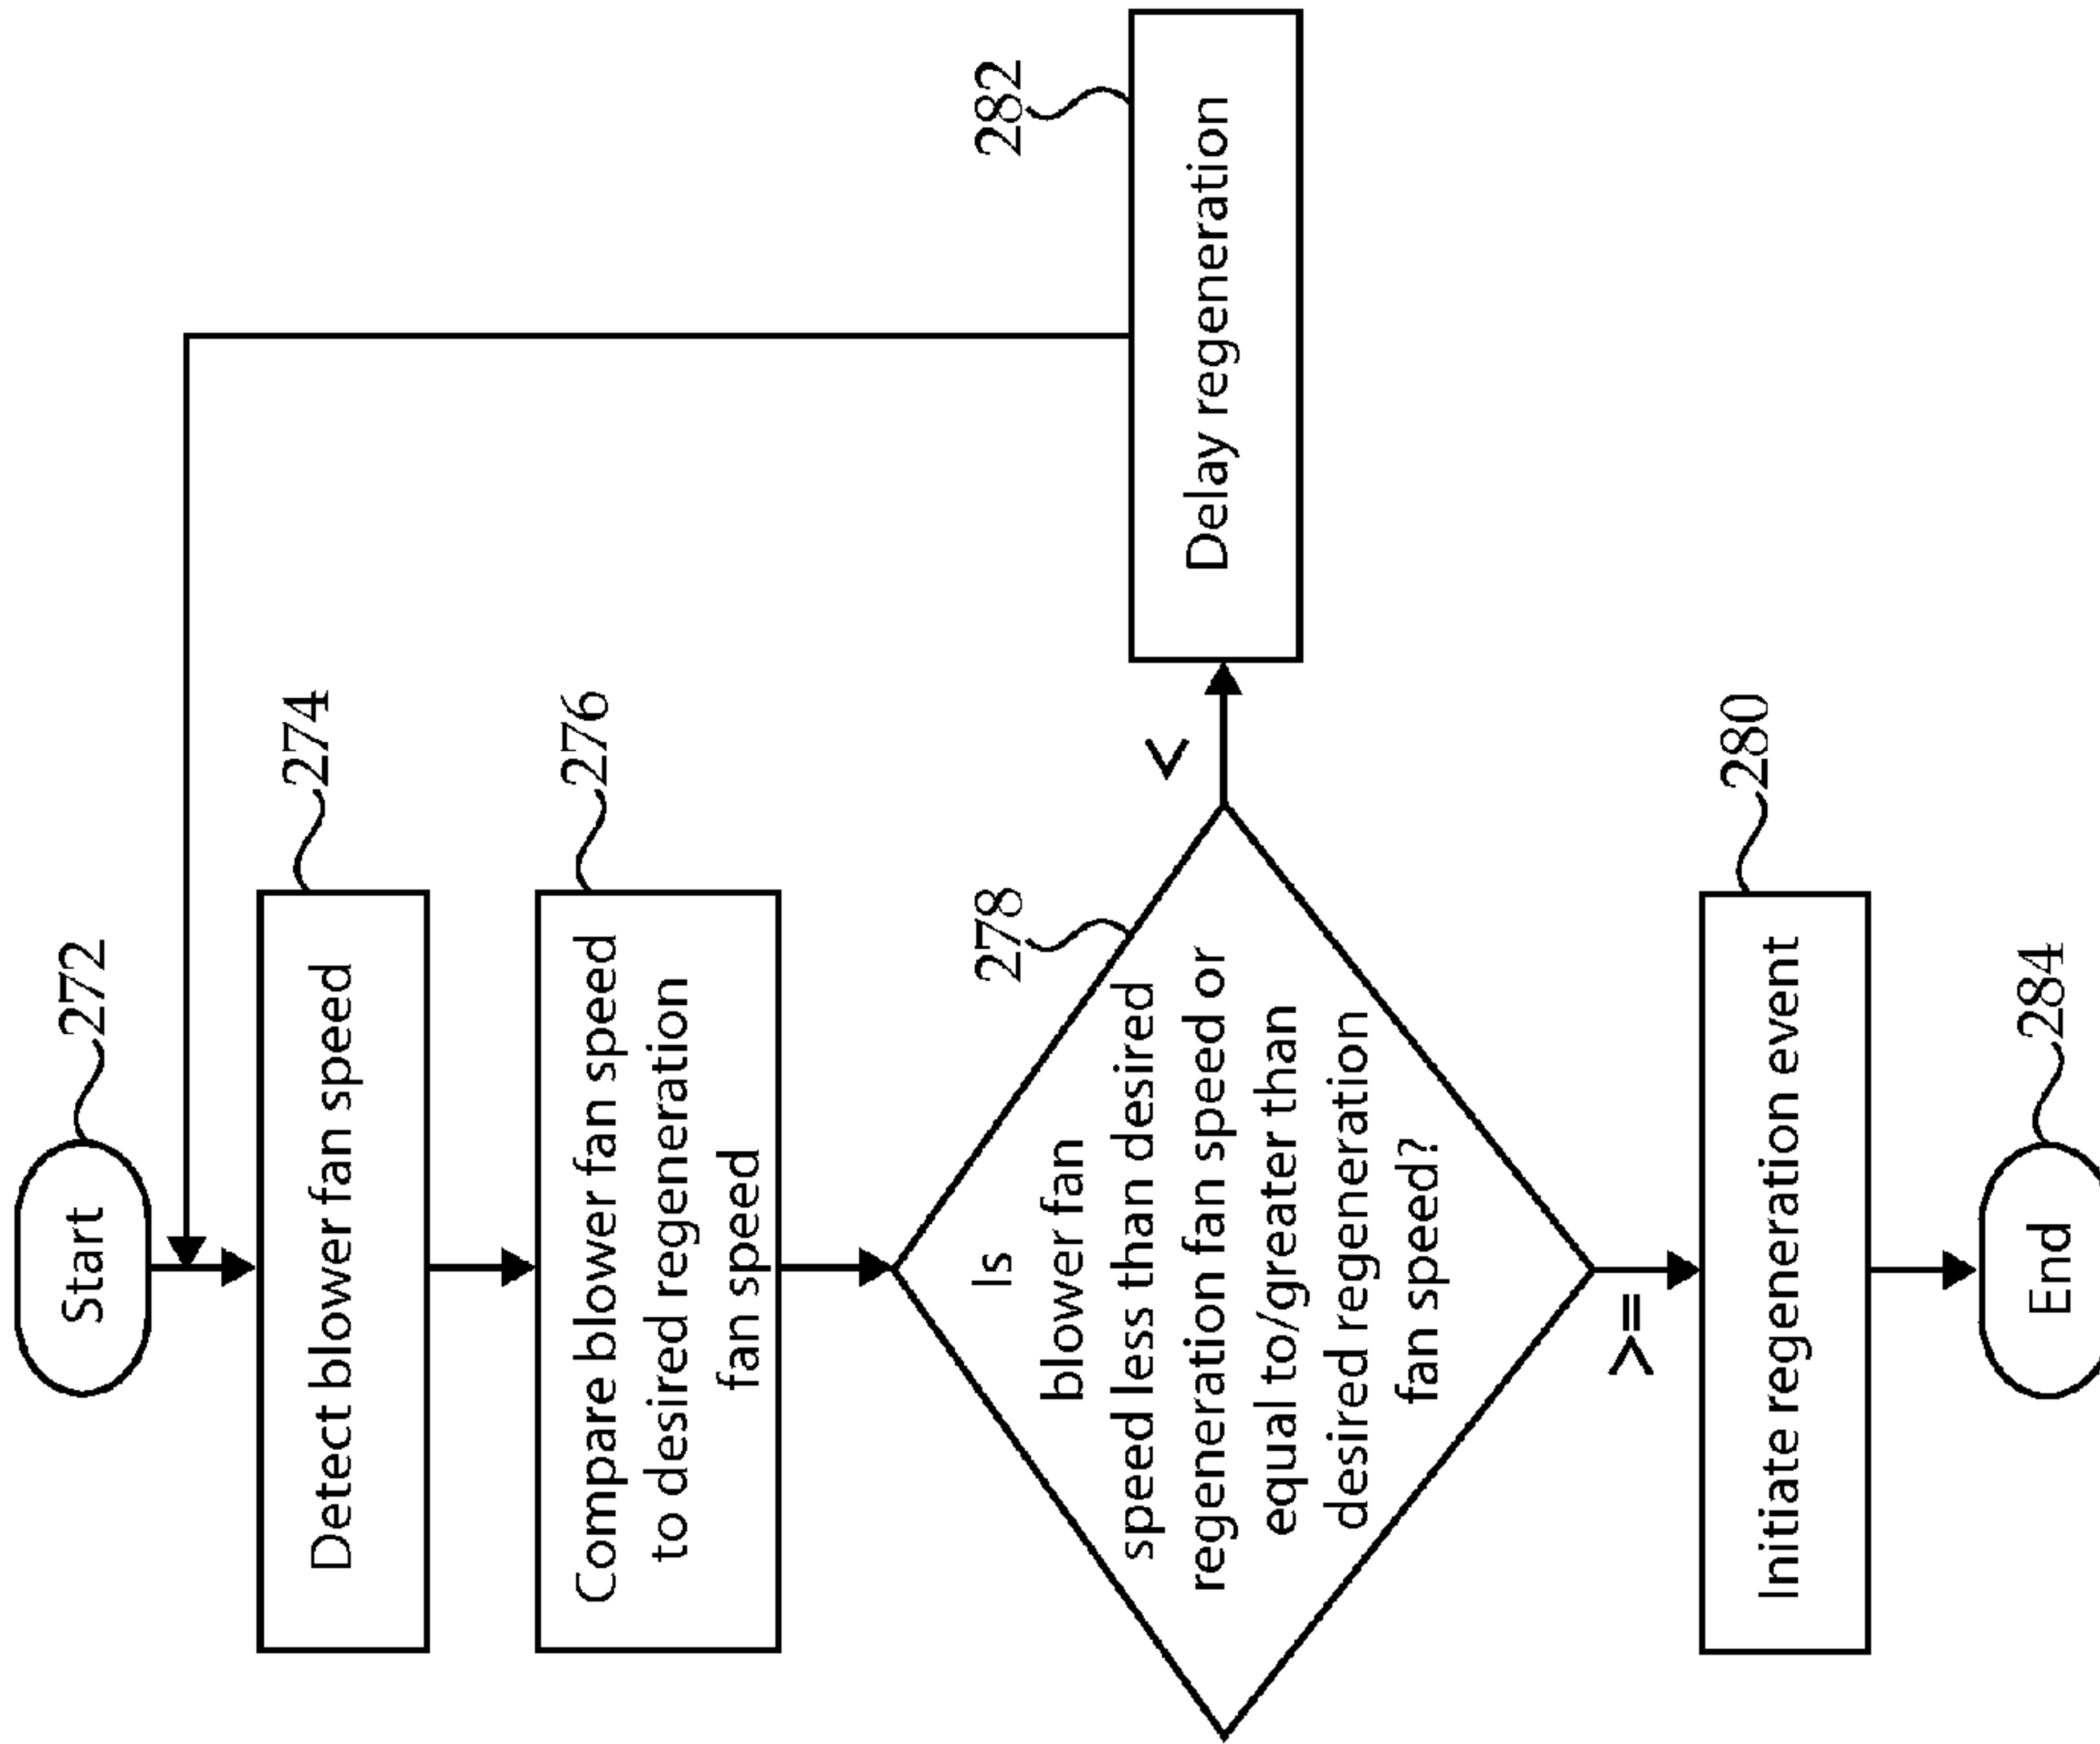 Start
272
Detect blower fan speed
274
Compare blower fan speed
to desired regeneration
fan speed
276
Is
blower fan
speed less than desired
regeneration fan speed or
equal to/greater than
desired regeneration
fan speed?
278
<
Delay regeneration
282
>=
Initiate regeneration event
280
End
284